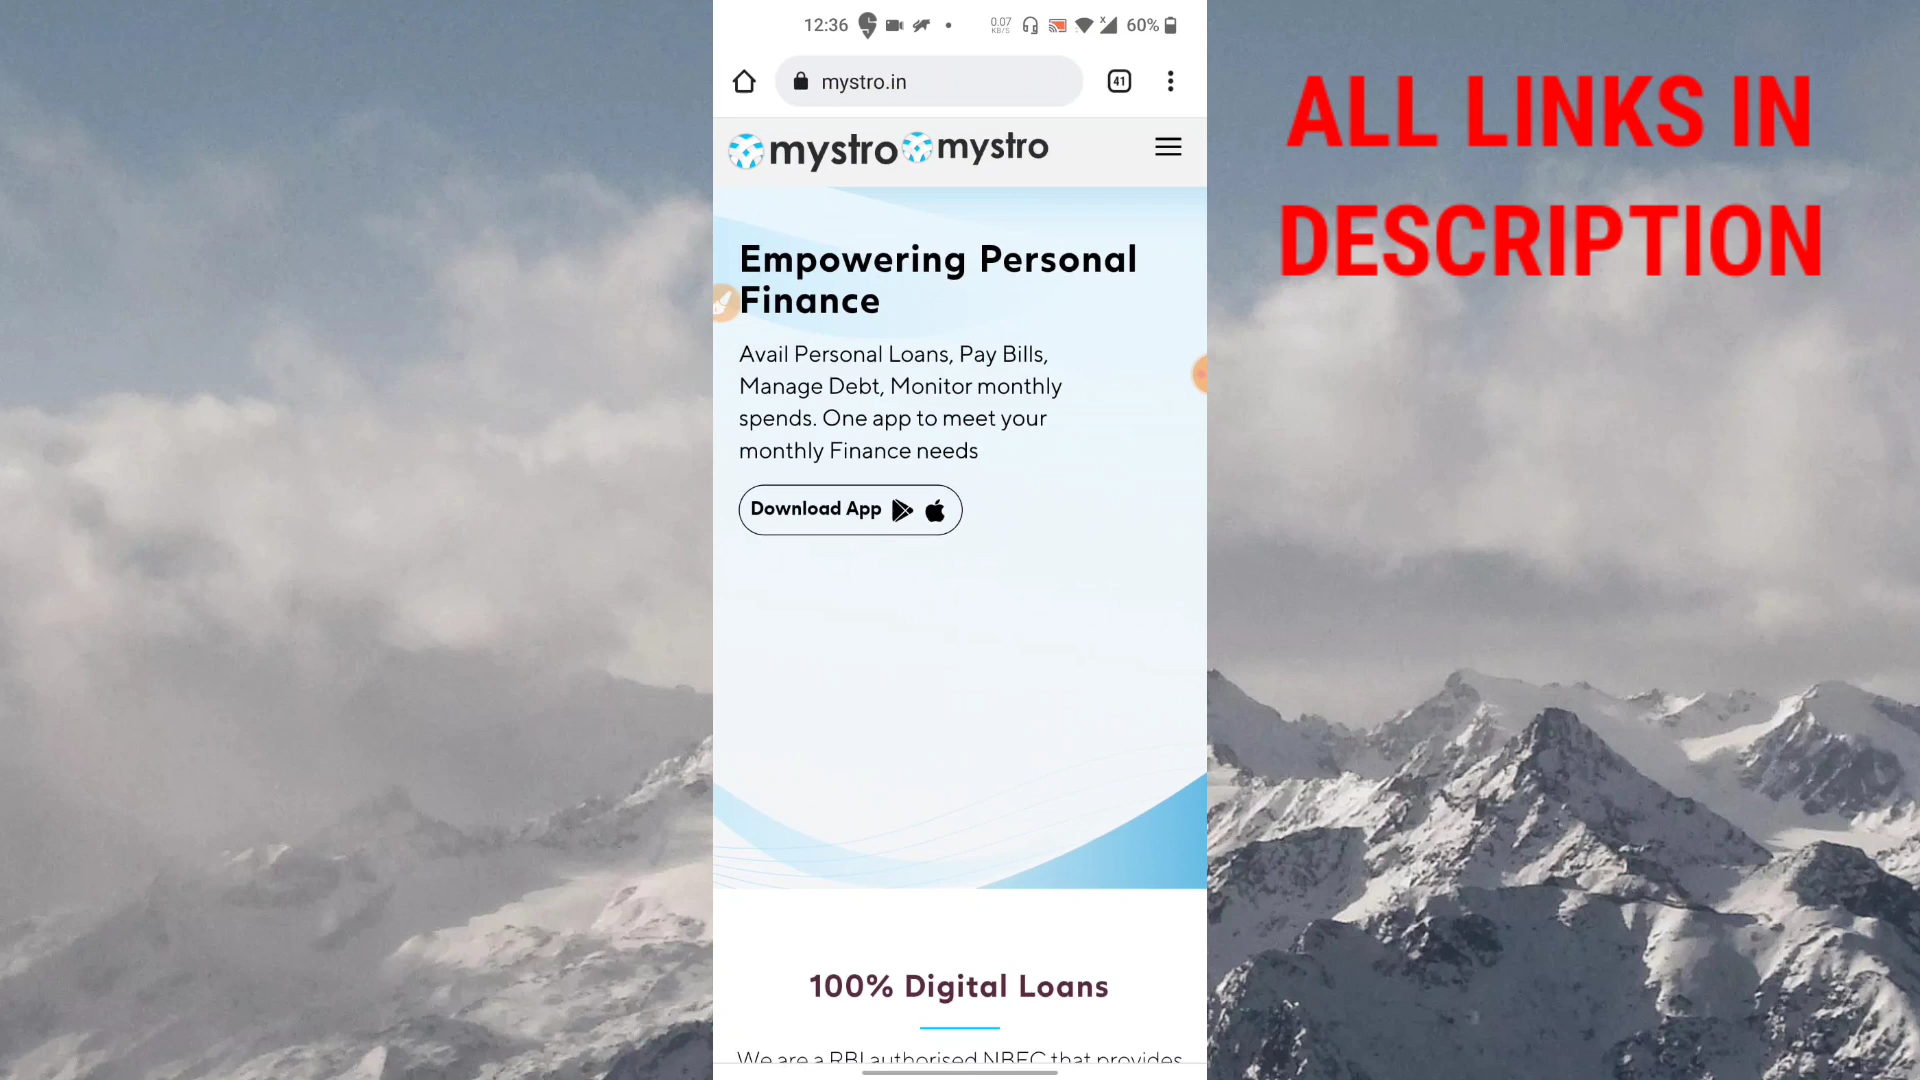 12:36
0.07
KB/S
60%
mystro.in
41
mystro mystro
Empowering Personal
Finance
Avail Personal Loans, Pay Bills,
Manage Debt, Monitor monthly
spends. One app to meet your
monthly Finance needs
Download App
100% Digital Loans
We are a RBI authorised NBFC that provides
ALL LINKS IN
DESCRIPTION